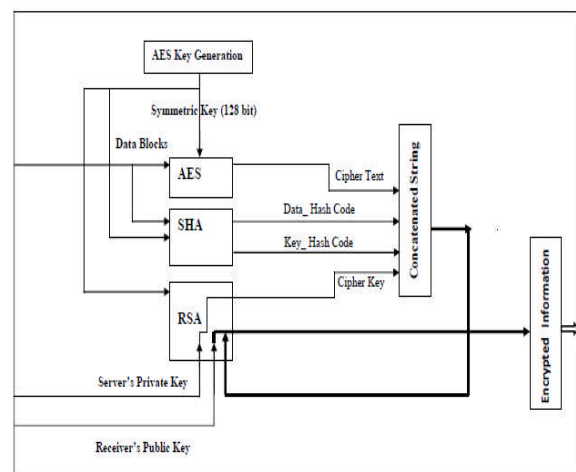 AES Key Generation
Symmetric Key (128 bit)
Data Blocks
AES
Cipher Text
SHA
Data_ Hash Code
Key_ Hash Code
Concatenated String
Cipher Key
RSA
Encrypted Information
Server's Private Key
Receiver's Public Key